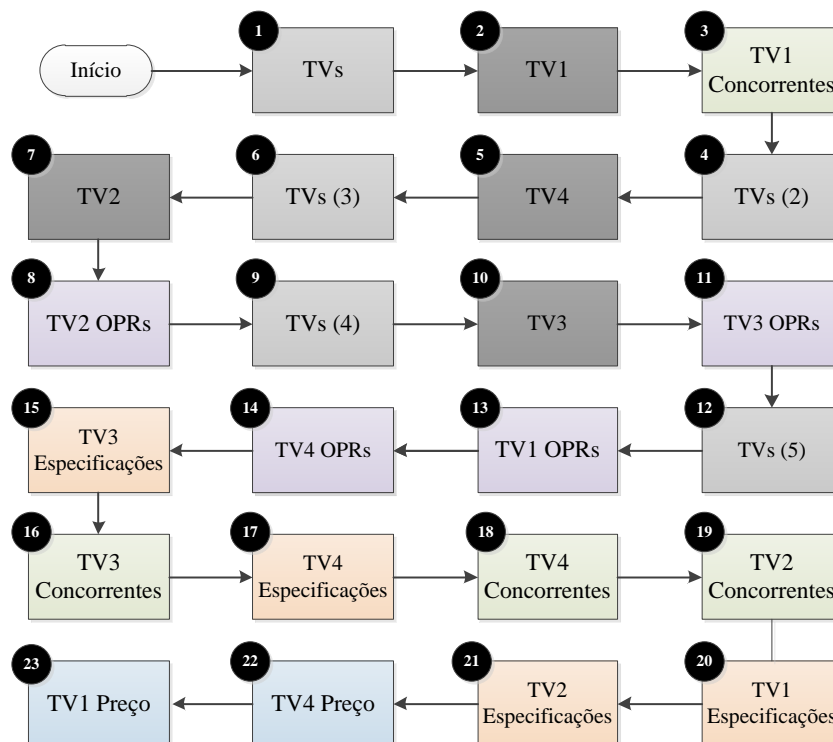 Início
1
TVs
2
TV1
3
TV1
Concorrentes
7
TV2
6
TVs (3)
5
TV4
4
TVs (2)
8
TV2 OPRs
9
TVs (4)
10
TV3
11
TV3 OPRs
15
TV3
Especificações
14
TV4 OPRs
13
TV1 OPRs
12
TVs (5)
16
TV3
Concorrentes
17
TV4
Especificações
18
TV4
Concorrentes
19
TV2
Concorrentes
23
TV1 Preço
22
TV4 Preço
21
TV2
Especificações
20
TV1
Especificações